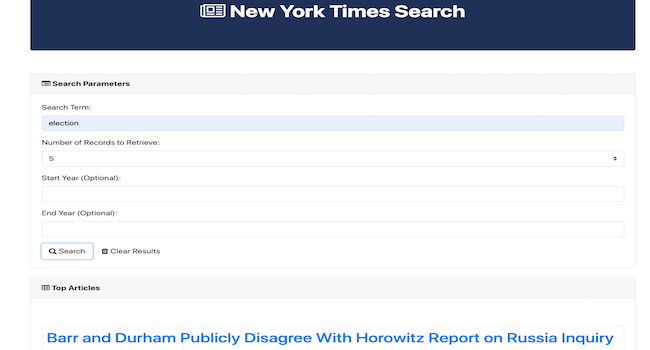 New York Times Search
Search Parameters
Search Term:
election
Number of Records to Retrieve:
5
Start Year (Optional):
End Year (Optional):
Search Clear Results
Top Articles
Barr and Durham Publicly Disagree With Horowitz Report on Russia Inquiry